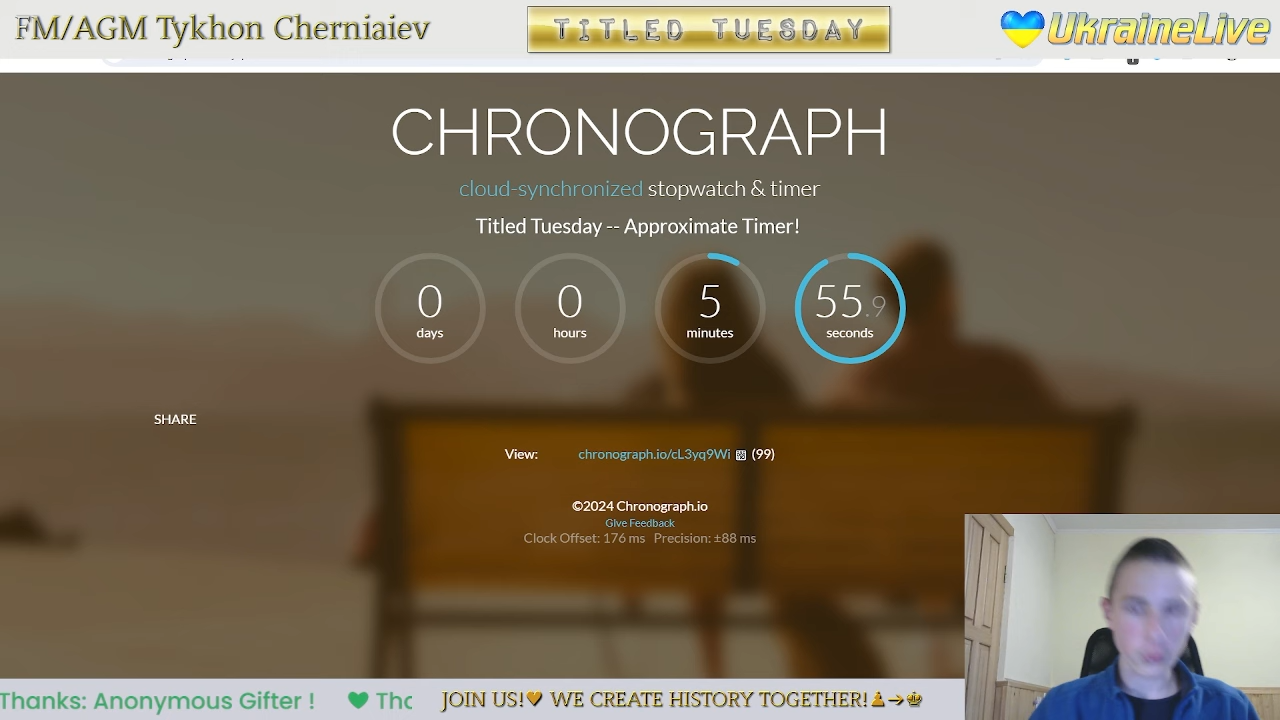 FM/AGM Tykhon Cherniaiev
TITLED TUESDAY
UkraineLive
CHRONOGRAPH
cloud-synchronized stopwatch & timer
Titled Tuesday -- Approximate Timer!
0 0 5 55.9
days hours minutes seconds
SHARE
View: chronograph.io/cL3yq9Wi (99)
©2024 Chronograph.io
Give Feedback
Clock Offset: 176 ms Precision: ±88 ms
Thanks: Anonymous Gifter ! 💚 Tha
JOIN US!🧡 WE CREATE HISTORY TOGETHER!♟➔♚